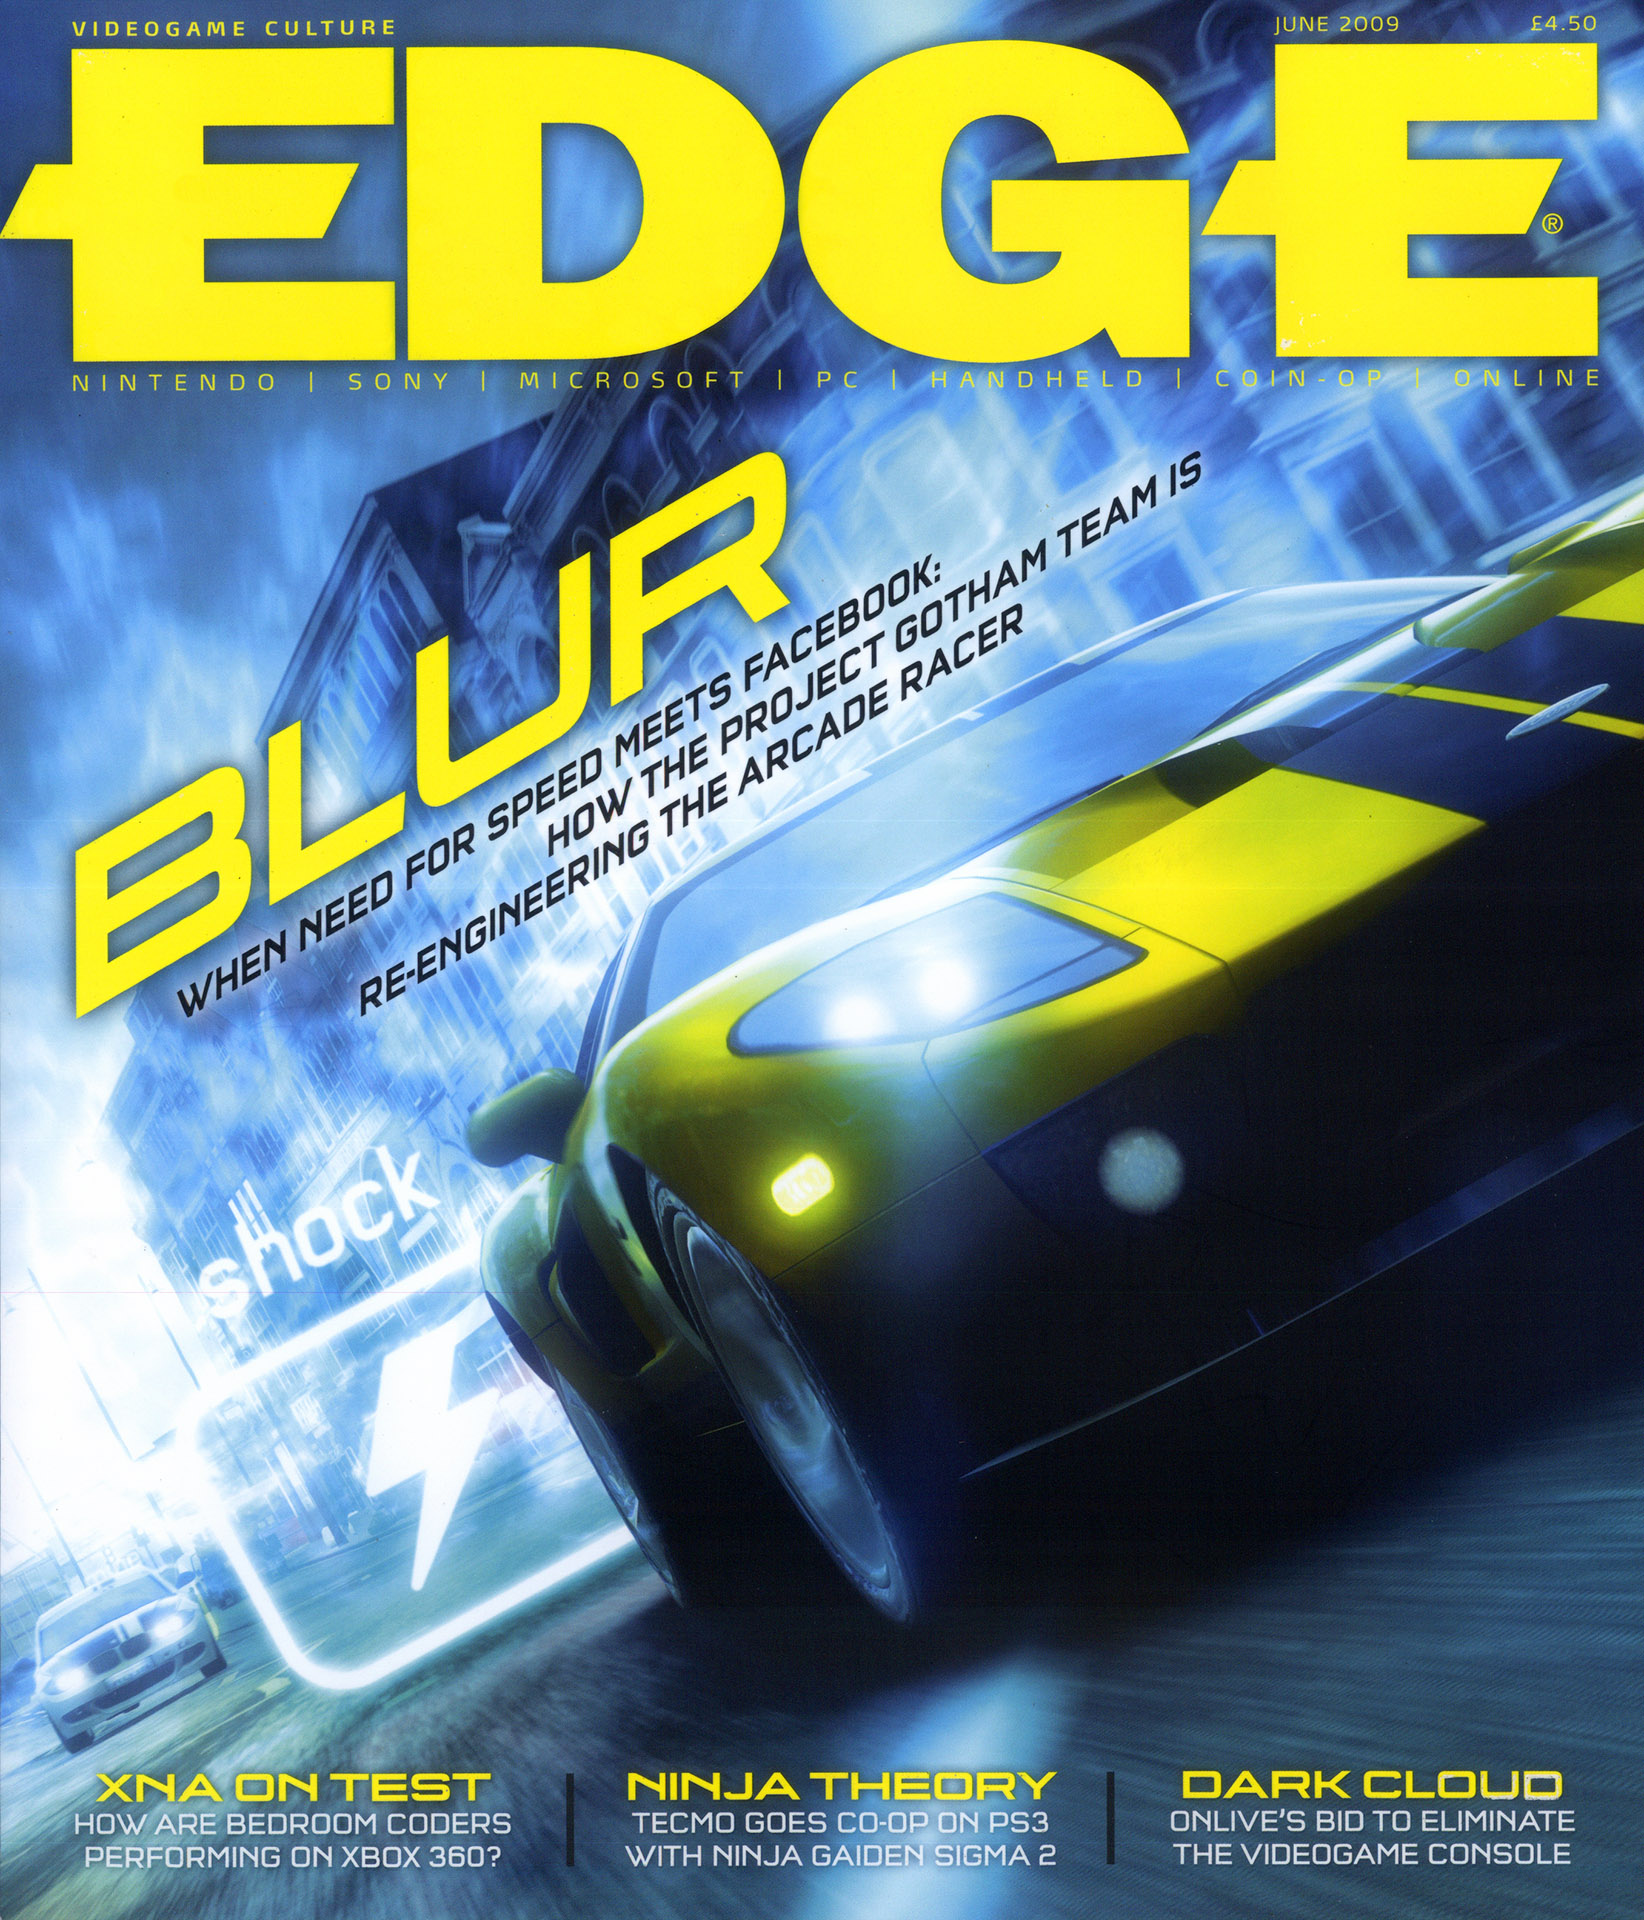 VIDEOGAME CULTURE
JUNE 2009
£4.50
EDGE®
NINTENDO | SONY | MICROSOFT | PC | HANDHELD | COIN-OP | ONLINE
BLUR
WHEN NEED FOR SPEED MEETS FACEBOOK:
HOW THE PROJECT GOTHAM TEAM IS
RE-ENGINEERING THE ARCADE RACER
shock
XNA ON TEST
HOW ARE BEDROOM CODERS
PERFORMING ON XBOX 360?
NINJA THEORY
TECMO GOES CO-OP ON PS3
WITH NINJA GAIDEN SIGMA 2
DARK CLOUD
ONLIVE'S BID TO ELIMINATE
THE VIDEOGAME CONSOLE